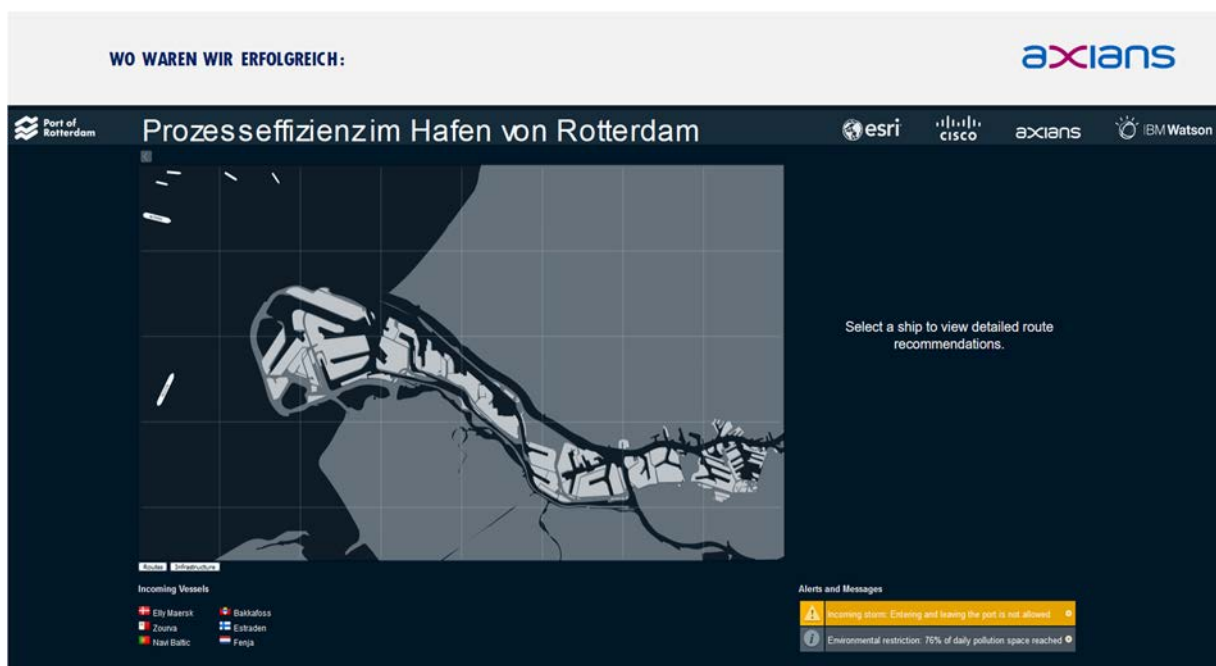 WO WAREN WIR ERFOLGREICH:
axians
Port of
Rotterdam
Prozesseffizienz im Hafen von Rotterdam
esri
CISCO
axians
IBM Watson
Select a ship to view detailed route
recommendations.
Routes
Infrastructure
Incoming Vessels
Elly Maersk
Bakkafoss
Zourva
Estraden
Navi Baltic
Fenja
Alerts and Messages
Incoming storm: Entering and leaving the port is not allowed
Environmental restriction: 76% of daily pollution space reached